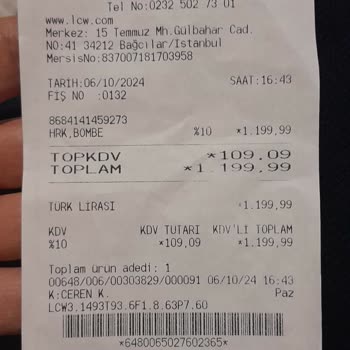 Tel No:0232 502 73 01
www.lcw.com
Merkez: 15 Temmuz Mh.Gülbahar Cad.
NO:41 34212 Bağcılar/İstanbul
MersisNo:837007181703958
TARİH:06/10/2024 SAAT:16:43
FİŞ NO :0132
8684141459273
HRK,BOMBE %10 *1.199,99
TOPKDV *109,09
TOPLAM *1.199,99
TÜRK LİRASI *1.199,99
KDV KDV TUTARI KDV'Lİ TOPLAM
%10 *109,09 *1.199,99
Toplam ürün adedi: 1
00648/006/00303829/000091 06/10/24 16:43
K:CEREN K. Paz
LCW3.1493T93.6F1.8.63P7.60
*6480065027602365*